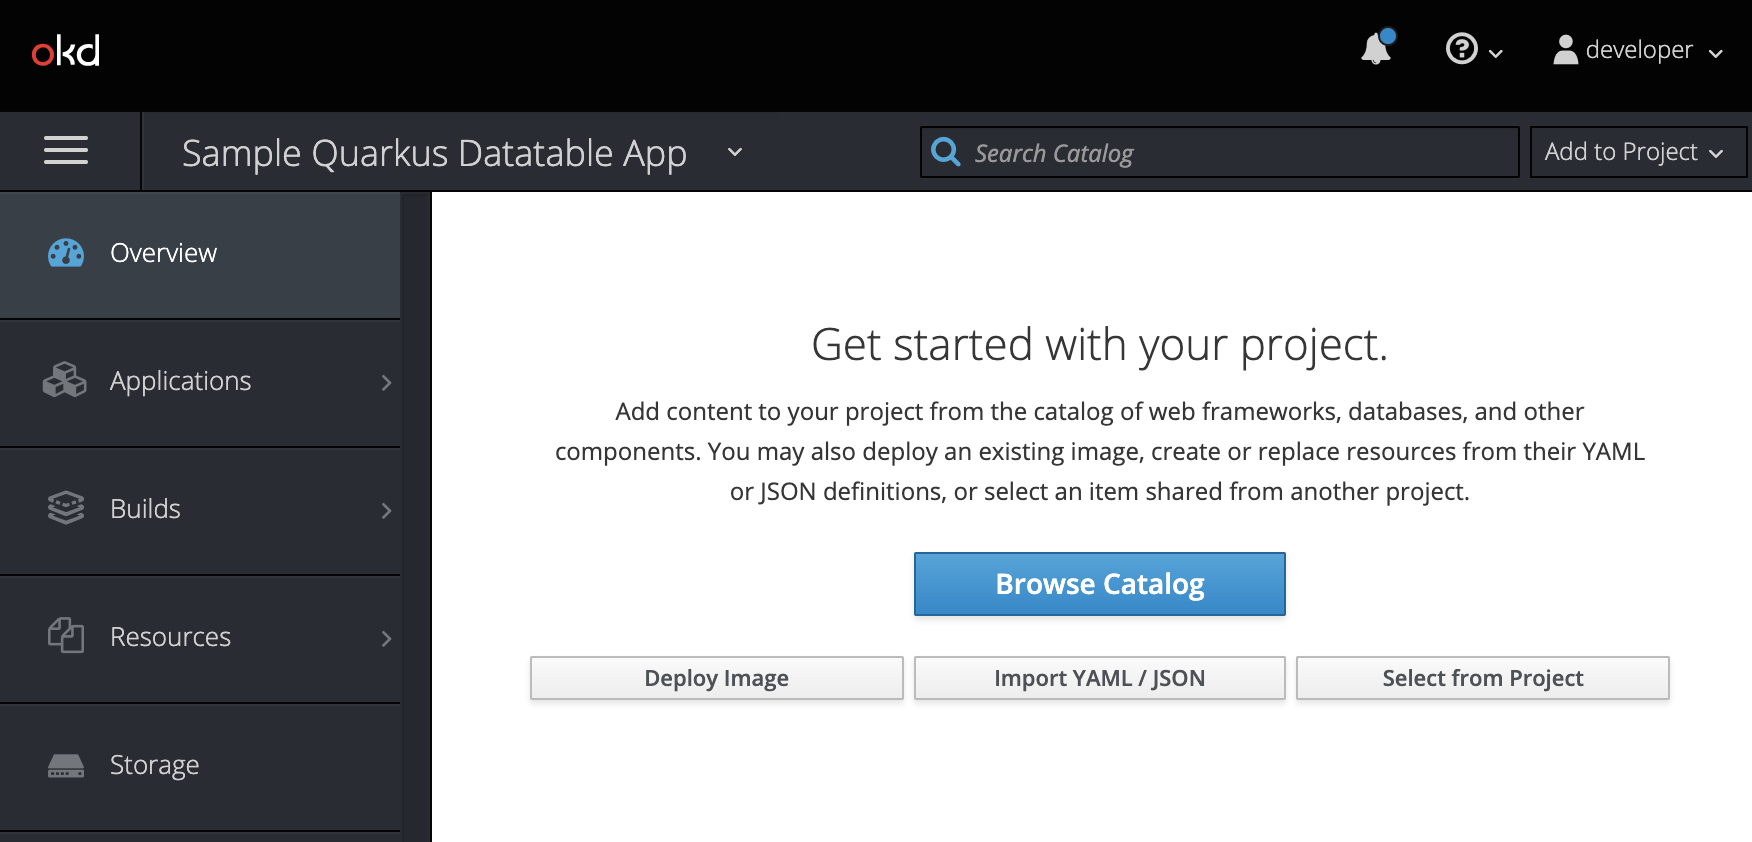 okd
developer
Sample Quarkus Datatable App
Search Catalog
Add to Project
Overview
Applications
Builds
Resources
Storage
Get started with your project.
Add content to your project from the catalog of web frameworks, databases, and other
components. You may also deploy an existing image, create or replace resources from their YAML
or JSON definitions, or select an item shared from another project.
Browse Catalog
Deploy Image
Import YAML / JSON
Select from Project